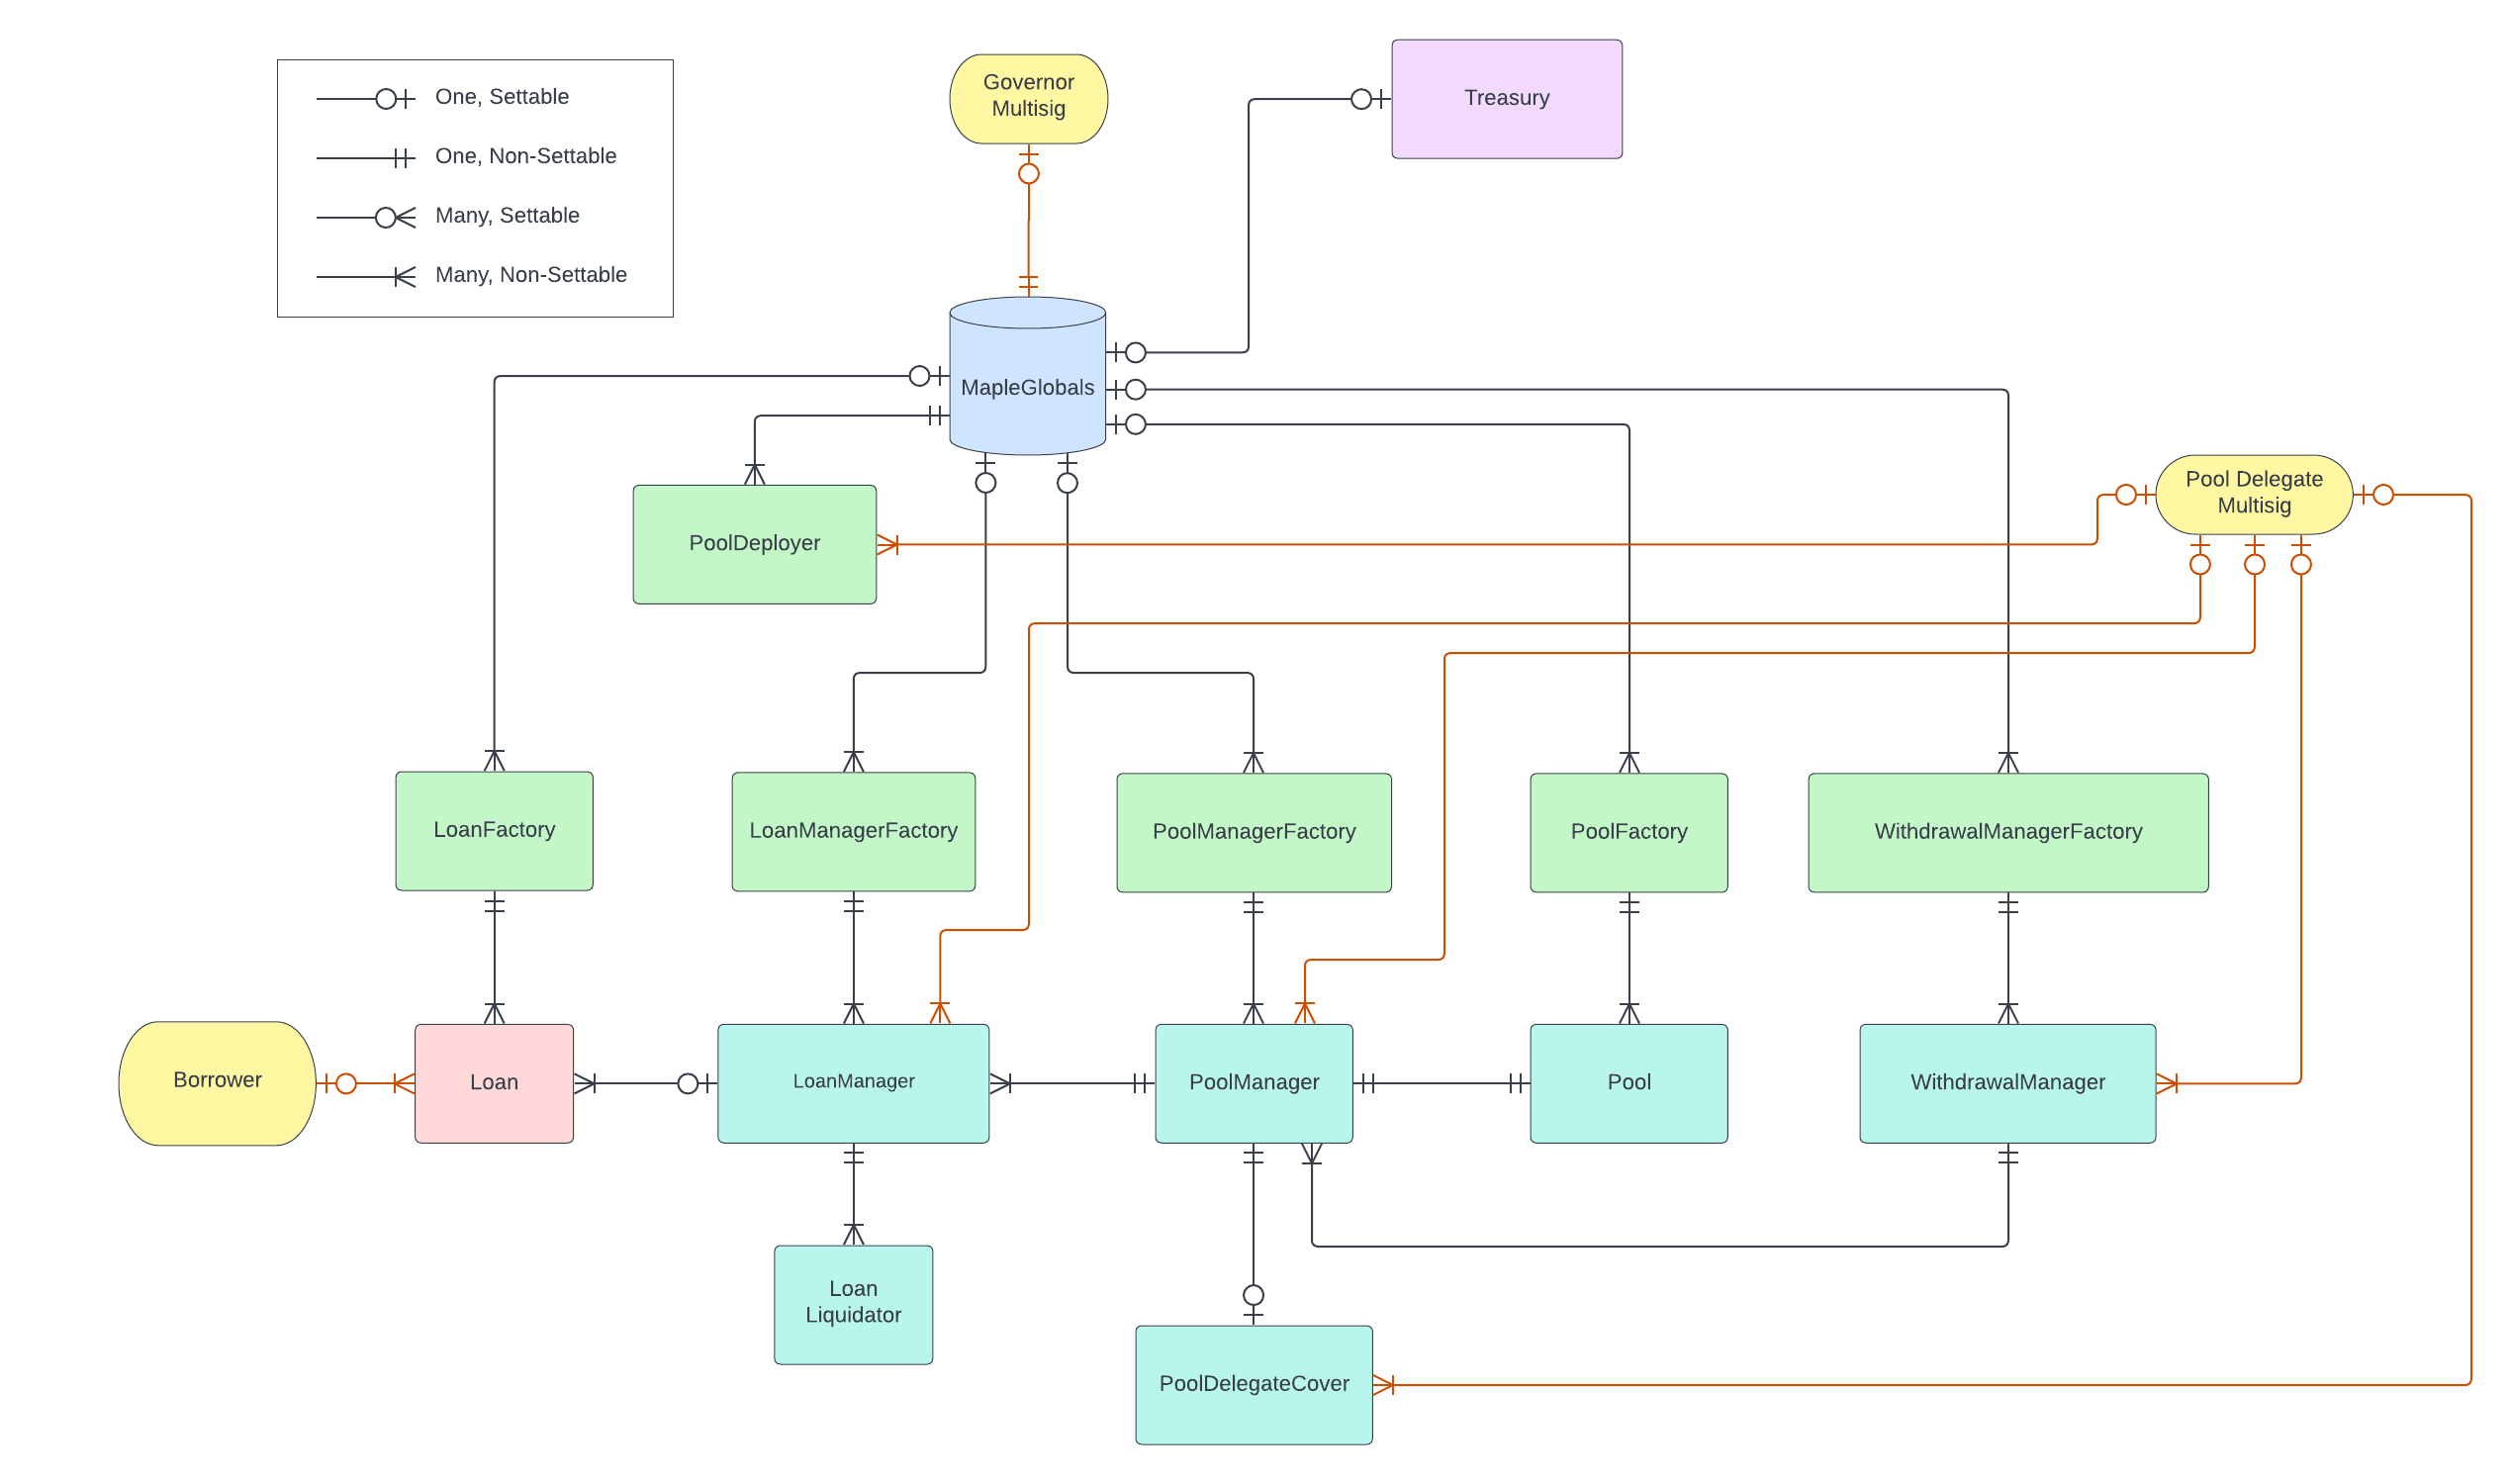 One, Settable
One, Non-Settable
Many, Settable
Many, Non-Settable
Governor
Multisig
Treasury
MapleGlobals
Pool Delegate
Multisig
PoolDeployer
LoanFactory
LoanManagerFactory
PoolManagerFactory
PoolFactory
WithdrawalManagerFactory
Borrower
Loan
LoanManager
PoolManager
Pool
WithdrawalManager
Loan
Liquidator
PoolDelegateCover